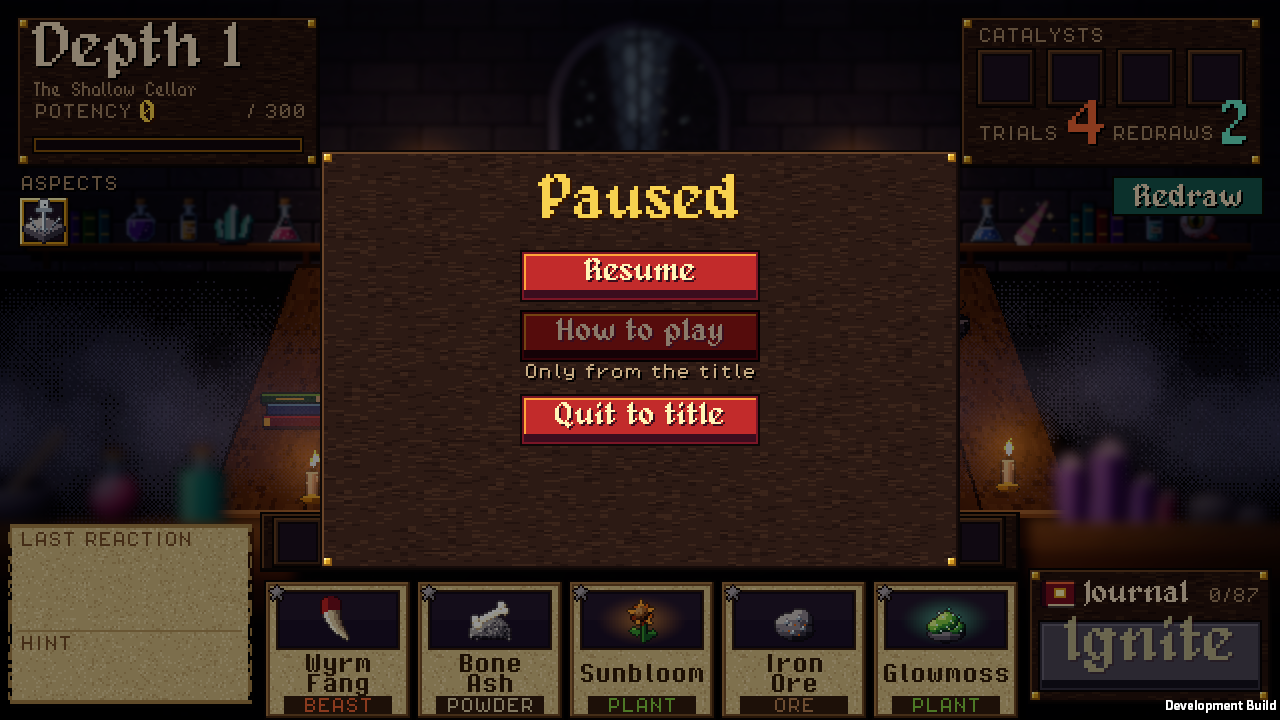 Depth 1
The Shallow Cellar
POTENCY 0 / 300
ASPECTS
CATALYSTS
TRIALS 4 REDRAWS 2
Redraw
Paused
Resume
How to play
Only from the title
Quit to title
LAST REACTION
HINT
Wyrm
Fang
BEAST
Bone
Ash
POWDER
Sunbloom
PLANT
Iron
Ore
ORE
Glowmoss
PLANT
Journal 0/87
Ignite
Development Build